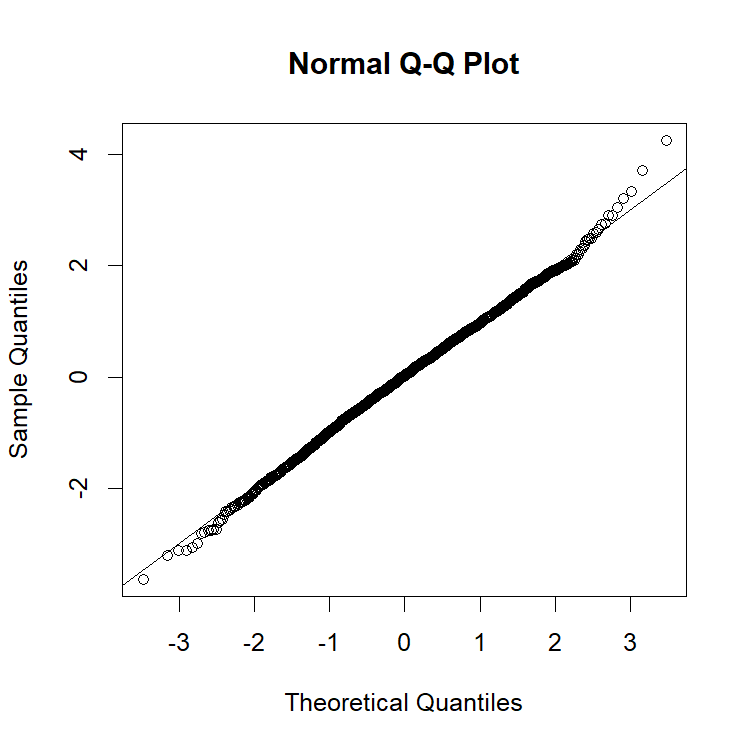 Normal Q-Q Plot
Sample Quantiles
4
2
0
-2
-3 -2 -1 0 1 2 3
Theoretical Quantiles